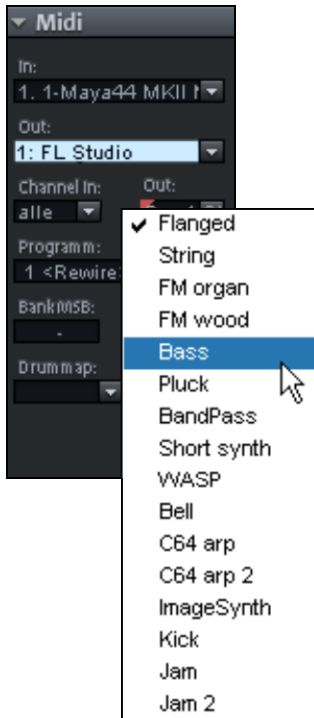 Midi
In:
1. 1-Maya44 MKII
Out:
1: FL Studio
Channel In: Out:
alle
Programm:
1 <Rewire
Bank MSB:
-
Drummap:
Flanged
String
FM organ
FM wood
Bass
Pluck
BandPass
Short synth
WASP
Bell
C64 arp
C64 arp 2
ImageSynth
Kick
Jam
Jam 2